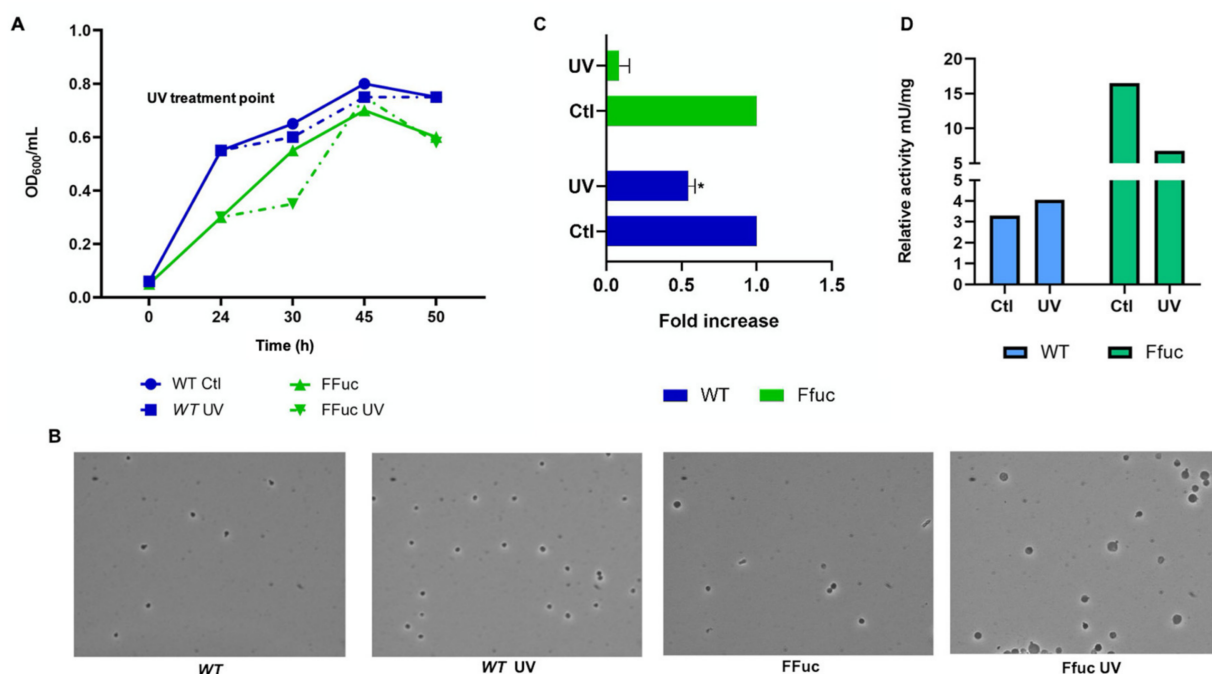 A
OD600/mL
1.0
0.8
0.6
0.4
0.2
0.0
UV treatment point
0 24 30 45 50
Time (h)
WT Ctl
FFuc
WT UV
FFuc UV
C
UV
Ctl
UV
*
Ctl
0.0 0.5 1.0 1.5
Fold increase
WT Ffuc
D
Relative activity mU/mg
20
15
10
5
5
4
3
2
1
0
Ctl UV Ctl UV
WT Ffuc
B
WT
WT UV
FFuc
Ffuc UV